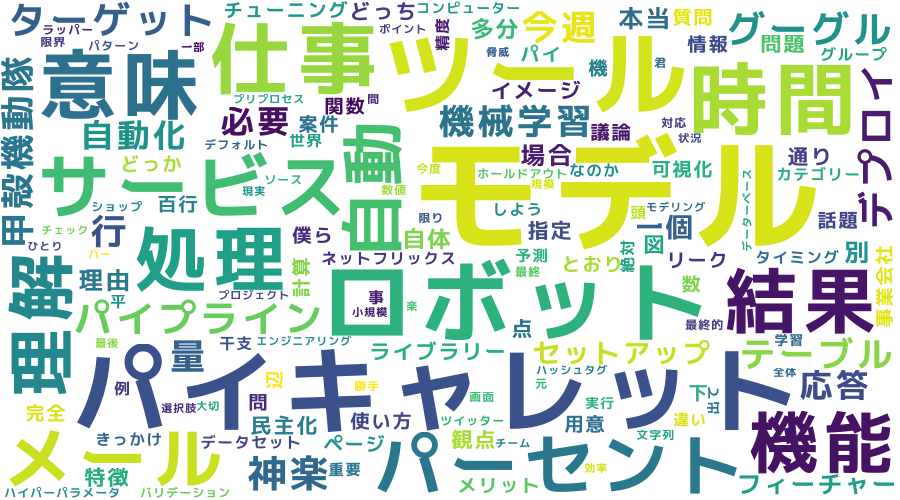 ターゲット
チューニング
どっち
コンピューター
ラッパー
限界
パターン
一部
仕事
ポイント
精度
多分
今週
本当
質問
グーグル
意味
ツール
パイ
機
君
情報
問題
グループ
脅威
時間
甲殻機動隊
プリプロセス
関数
間
イメージ
自動化
必要
案件
デフォルト
世界
機械学習
議論
対応
状況
通り
デプロイ
どっか
サービス
自動
場合
なのか
可視化
カテゴリー
今度
ホールドアウト
規模
数値
モデル
現実
ソース
ショップ
百行
チェック
行
バー
ひとり
限り
しよう
頭
モデリング
データーベース
指定
一個
話題
処理
僕ら
自体
図
絶対
理解
理由
平
ネットフリックス
予測
最終
とおり
リーク
タイミング
別
計算
プロジェクト
事
小規模
楽
ロボット
数
結果
事業会社
パイプライン
点
最終的
学習
最後
量
干支
エンジニアリング
ライブラリー
セットアップ
テーブル
全体
パイキャレット
例
辺
勝手
画面
ハッシュタグ
元
下
出口
応答
完全
選択肢
大切
問
民主化
使い方
ツイッター
実行
用意
違い
文字列
メール
きっかけ
データセット
ページ
観点
チーム
パーセント
機能
特徴
神楽
重要
メリット
効率
フィーチャー
ハイパーパラメータ
バリデーション